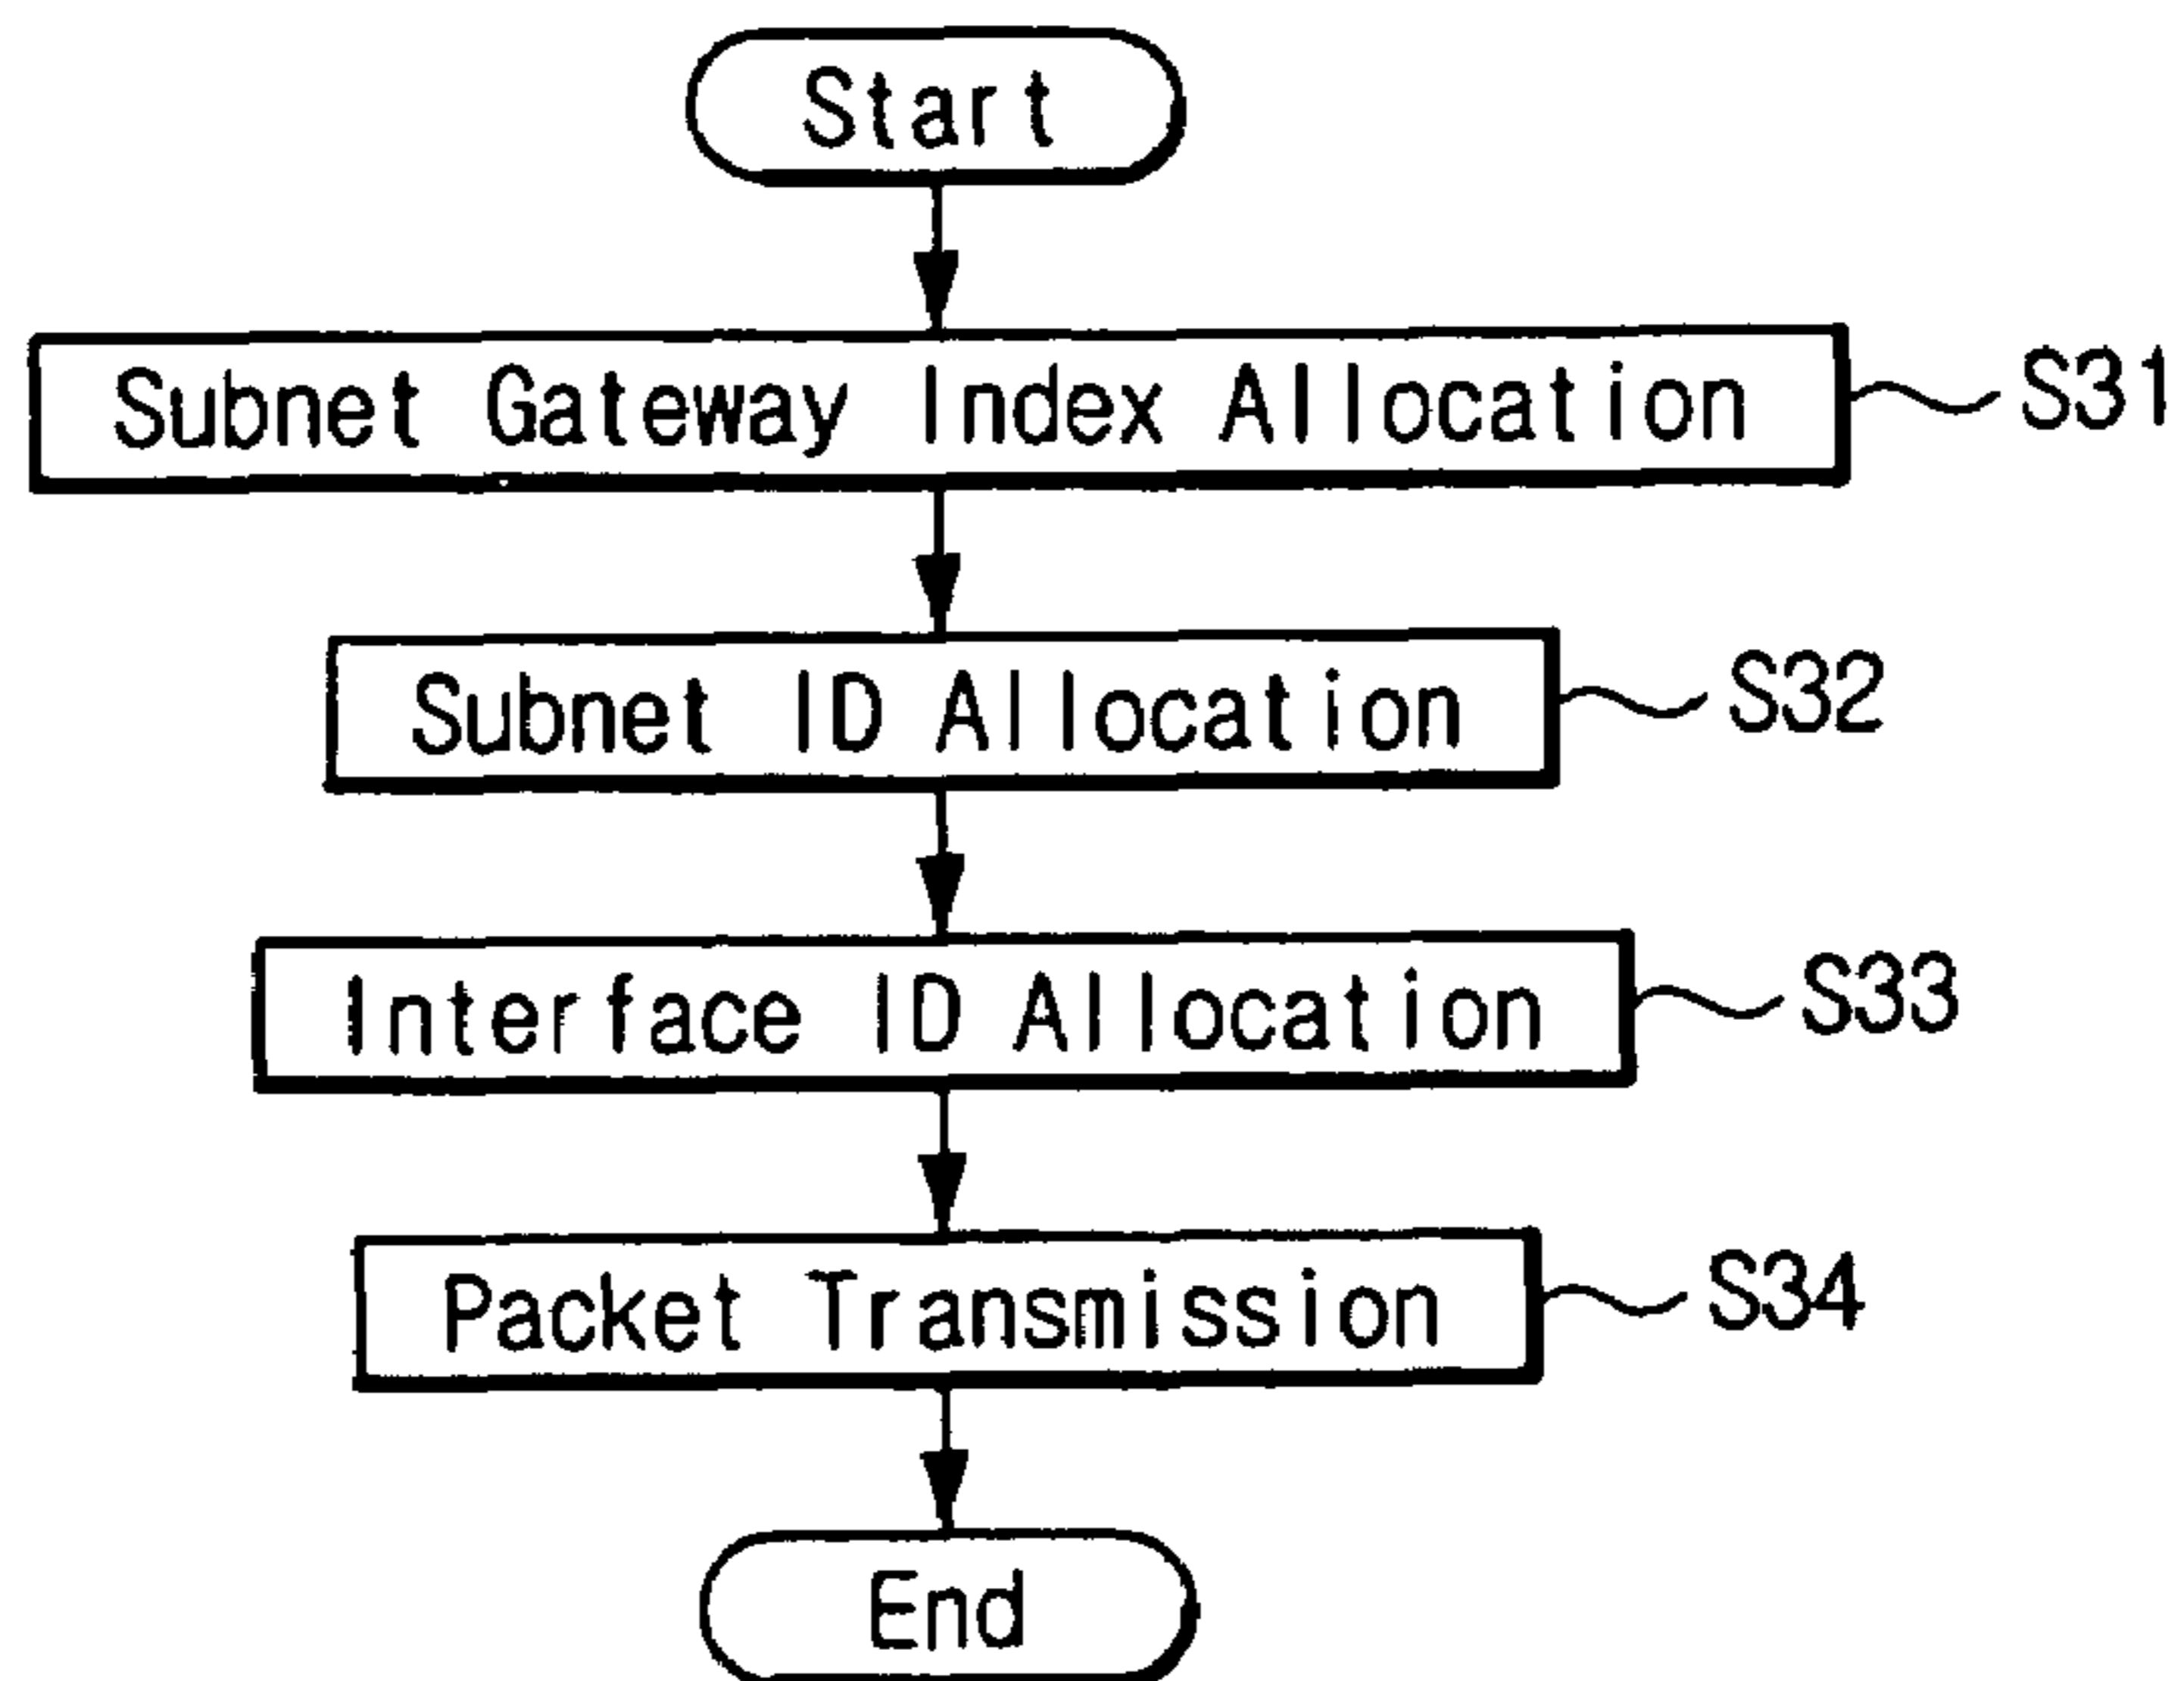 Start
Subnet Gateway Index Allocation S31
Subnet ID Allocation S32
Interface ID Allocation S33
Packet Transmission S34
End